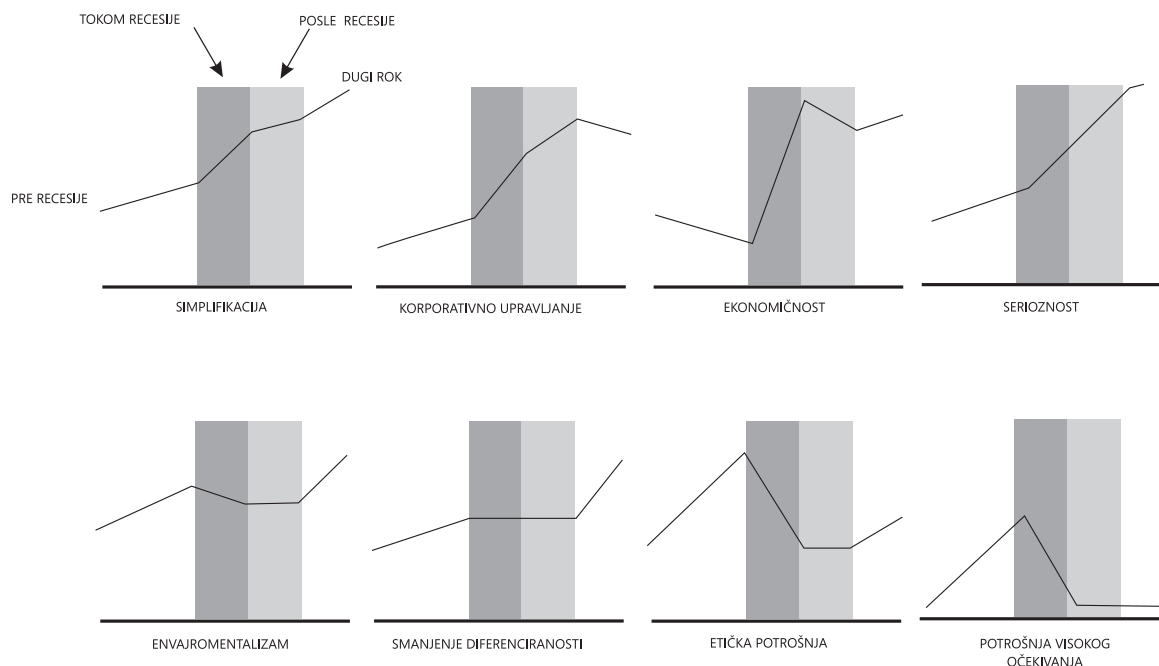 TOKOM RECESIJE
POSLE RECESIJE
DUGI ROK
PRE RECESIJE
SIMPLIFIKACIJA
KORPORATIVNO UPRAVLJANJE
EKONOMIČNOST
SERIOZNOST
ENVAJROMENTALIZAM
SMANJENJE DIFERENCIRANOSTI
ETIČKA POTROŠNJA
POTROŠNJA VISOKOG
OČEKIVANJA